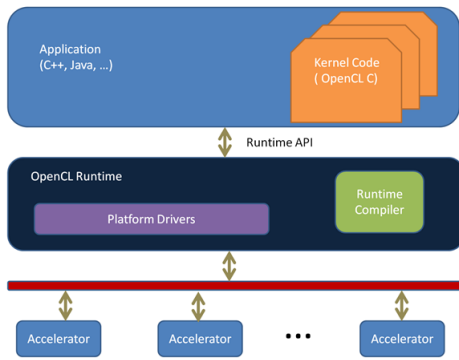 Application
(C++, Java, …)
Kernel Code
( OpenCL C)
Runtime API
OpenCL Runtime
Platform Drivers
Runtime
Compiler
Accelerator
Accelerator
Accelerator